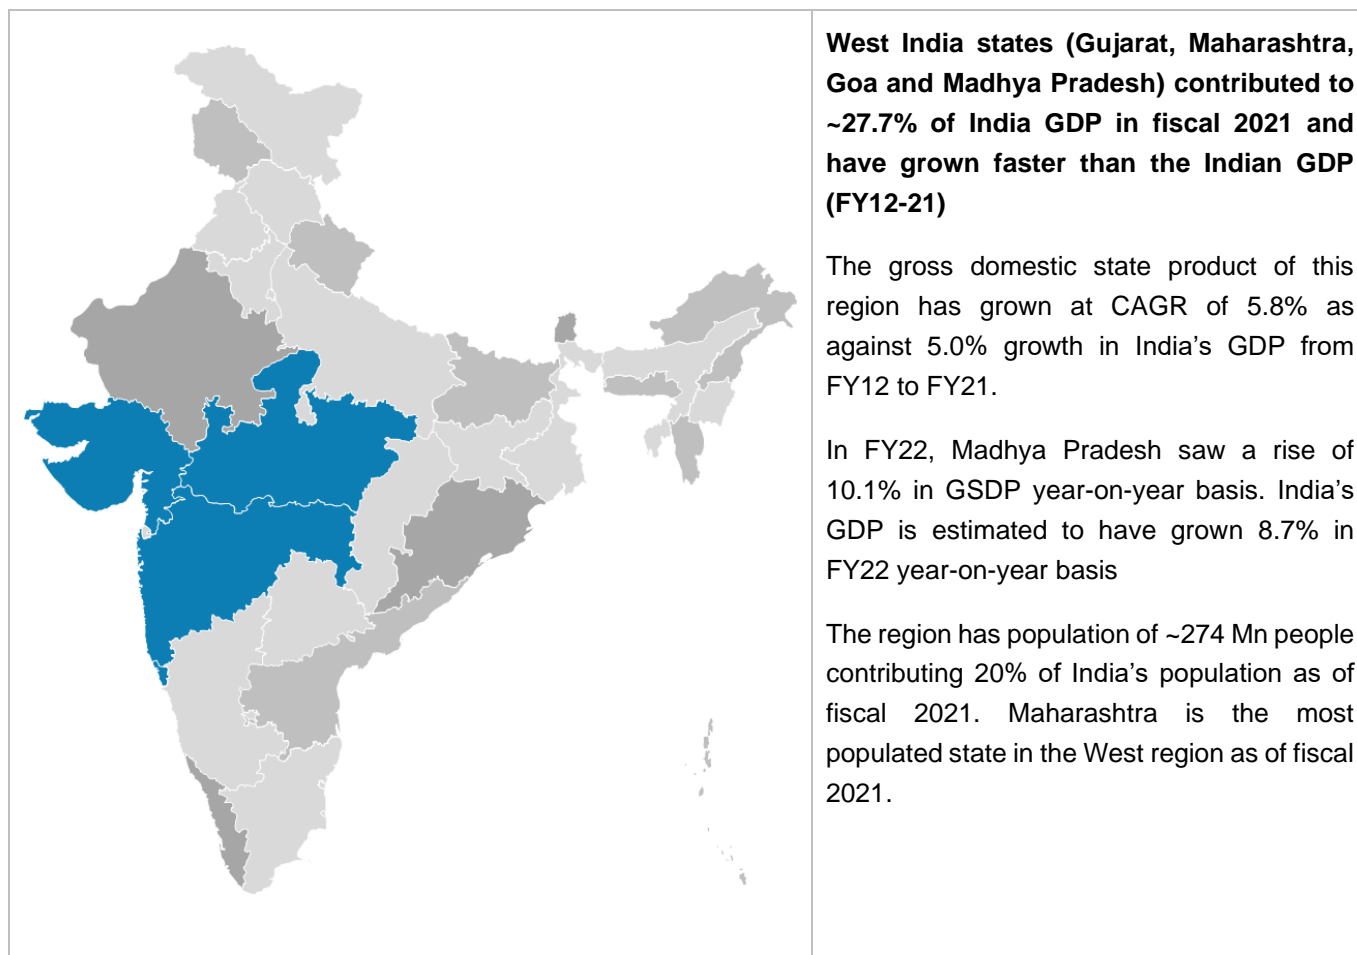 West India states (Gujarat, Maharashtra,
Goa and Madhya Pradesh) contributed to
~27.7% of India GDP in fiscal 2021 and
have grown faster than the Indian GDP
(FY12-21)
The gross domestic state product of this
region has grown at CAGR of 5.8% as
against 5.0% growth in India’s GDP from
FY12 to FY21.
In FY22, Madhya Pradesh saw a rise of
10.1% in GSDP year-on-year basis. India’s
GDP is estimated to have grown 8.7% in
FY22 year-on-year basis
The region has population of ~274 Mn people
contributing 20% of India’s population as of
fiscal 2021. Maharashtra is the most
populated state in the West region as of fiscal
2021.